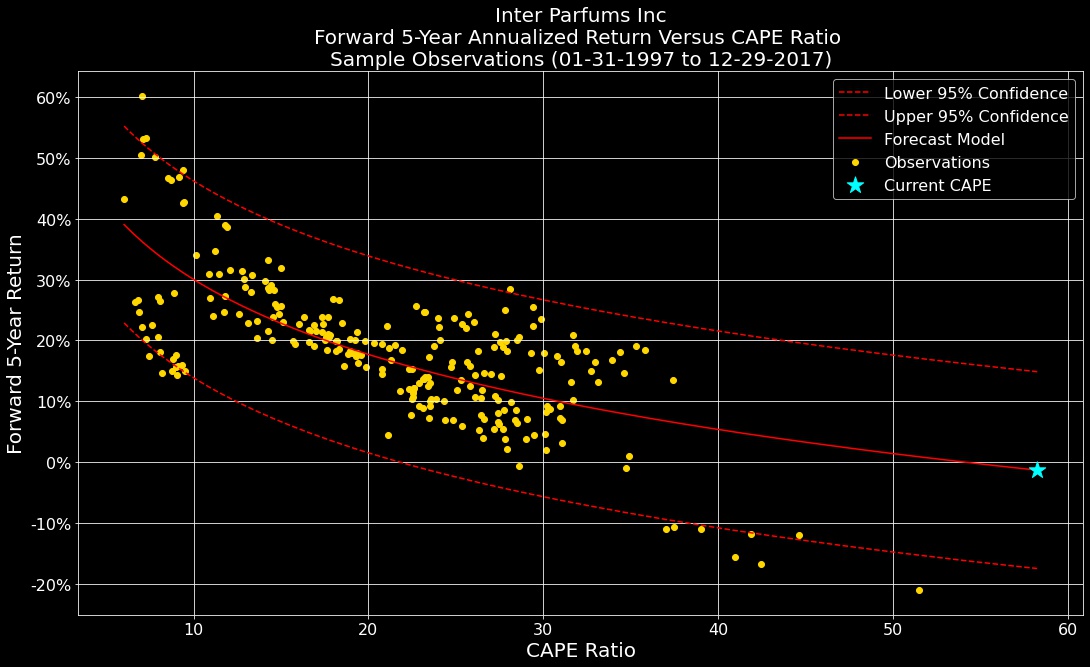 Inter Parfums Inc
Forward 5-Year Annualized Return Versus CAPE Ratio
Sample Observations (01-31-1997 to 12-29-2017)
Lower 95% Confidence
Upper 95% Confidence
Forecast Model
Observations
Current CAPE
Forward 5-Year Return
60%
50%
40%
30%
20%
10%
0%
-10%
-20%
10 20 30 40 50 60
CAPE Ratio